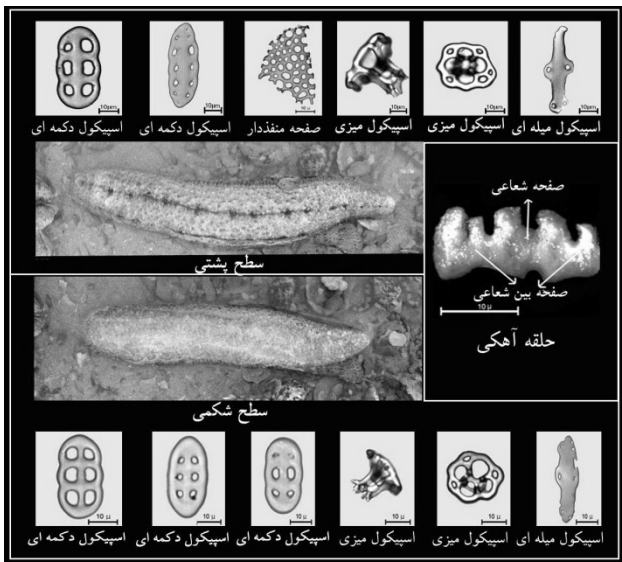 10µm 10µm 10µ 10µm 10µm 10µm
اسپیکول دکمه ای اسپیکول دکمه ای صفحه منفذدار اسپیکول میزی اسپیکول میزی اسپیکول میله ای
صفحه شعاعی
صفحه بین شعاعی
10 µ
حلقه آهکی
سطح پشتی
سطح شکمی
10 µ 10 µ 10 µ 10 µ 10 µ 10 µ
اسپیکول دکمه ای اسپیکول دکمه ای اسپیکول دکمه ای اسپیکول میزی اسپیکول میزی اسپیکول میله ای